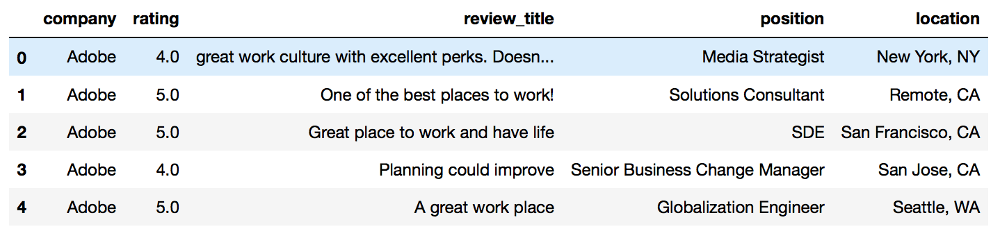 company rating review_title position location
0 Adobe 4.0 great work culture with excellent perks. Doesn... Media Strategist New York, NY
1 Adobe 5.0 One of the best places to work! Solutions Consultant Remote, CA
2 Adobe 5.0 Great place to work and have life SDE San Francisco, CA
3 Adobe 4.0 Planning could improve Senior Business Change Manager San Jose, CA
4 Adobe 5.0 A great work place Globalization Engineer Seattle, WA